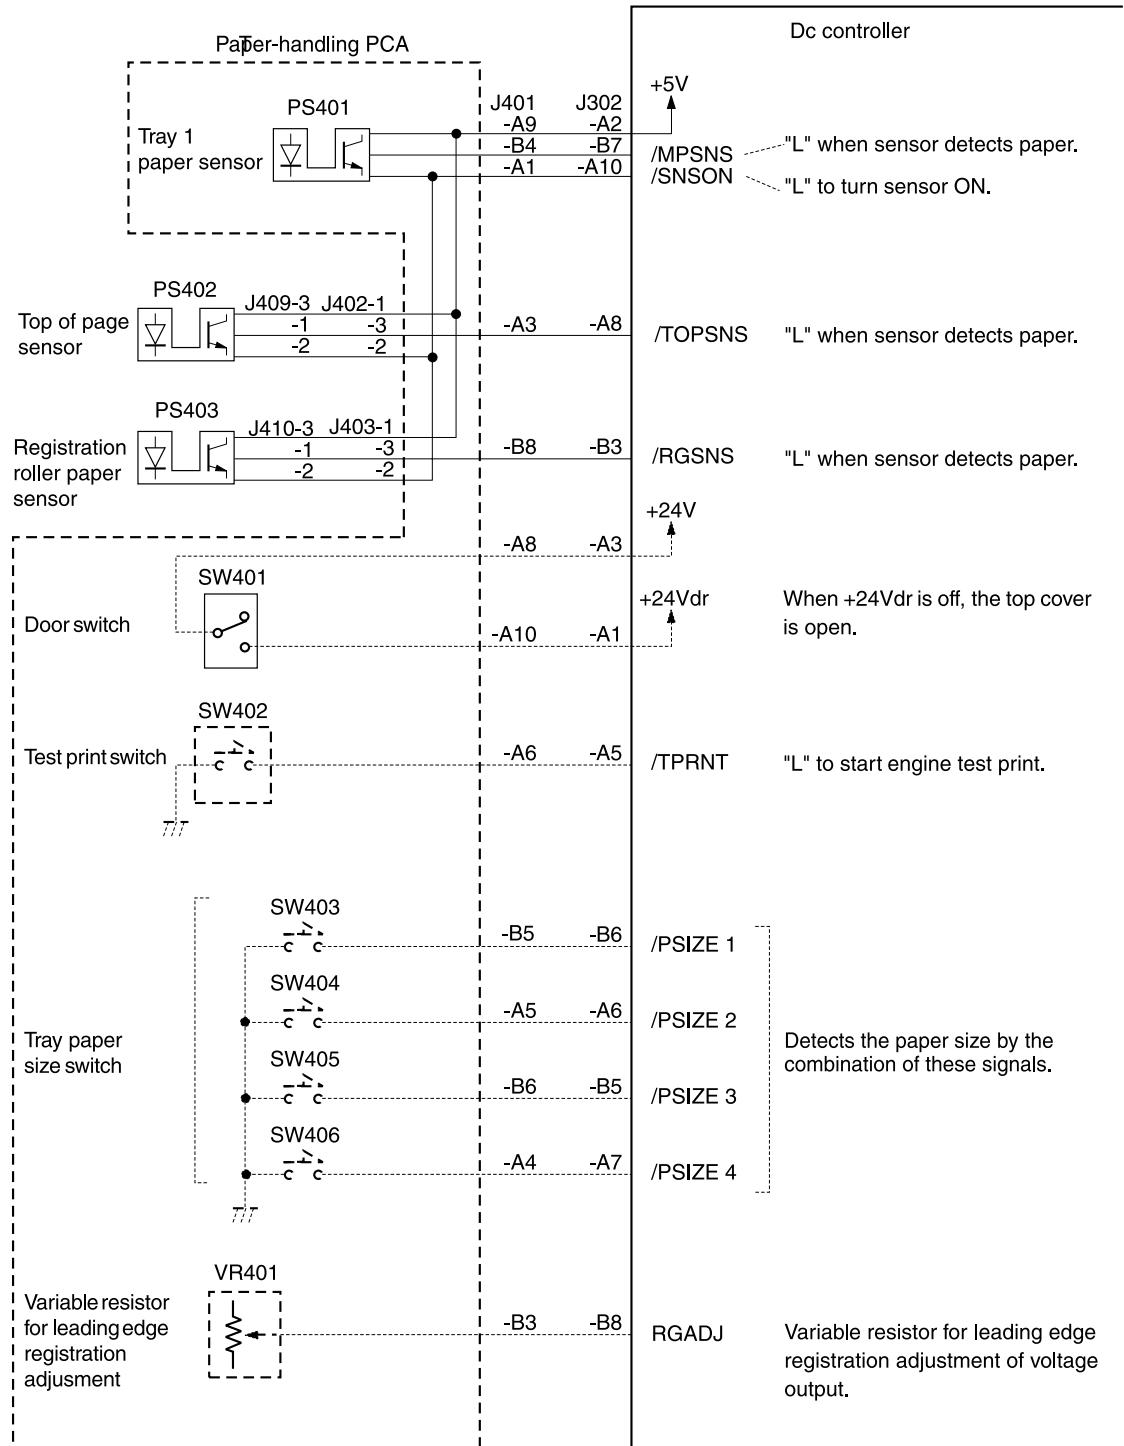 Dc controller
PaTper-handling PCA
+5V
J401 J302
PS401
-A9 -A2
Tray 1
paper sensor
-B4 -B7
/MPSNS
"L" when sensor detects paper.
-A1 -A10
/SNSON
"L" to turn sensor ON.
PS402
J409-3 J402-1
Top of page
sensor
-1 -3
-A3 -A8
/TOPSNS
"L" when sensor detects paper.
-2 -2
PS403
J410-3 J403-1
Registration
roller paper
sensor
-1 -3
-B8 -B3
/RGSNS
"L" when sensor detects paper.
-2 -2
+24V
-A8 -A3
SW401
Door switch
+24Vdr
When +24Vdr is off, the top cover
is open.
-A10 -A1
SW402
Test print switch
-A6 -A5
/TPRNT
"L" to start engine test print.
SW403
-B5 -B6
/PSIZE 1
SW404
-A5 -A6
/PSIZE 2
Tray paper
size switch
Detects the paper size by the
combination of these signals.
SW405
-B6 -B5
/PSIZE 3
SW406
-A4 -A7
/PSIZE 4
VR401
Variable resistor
for leading edge
registration
adjusment
-B3 -B8
RGADJ
Variable resistor for leading edge
registration adjustment of voltage
output.